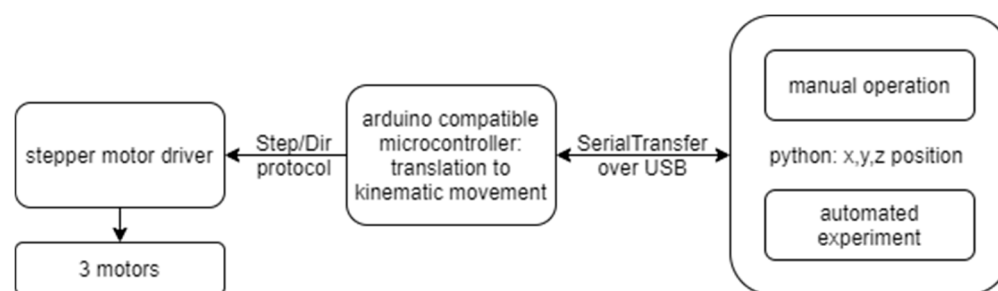 stepper motor driver
3 motors
Step/Dir
protocol
arduino compatible
microcontroller:
translation to
kinematic movement
SerialTransfer
over USB
manual operation
python: x,y,z position
automated
experiment